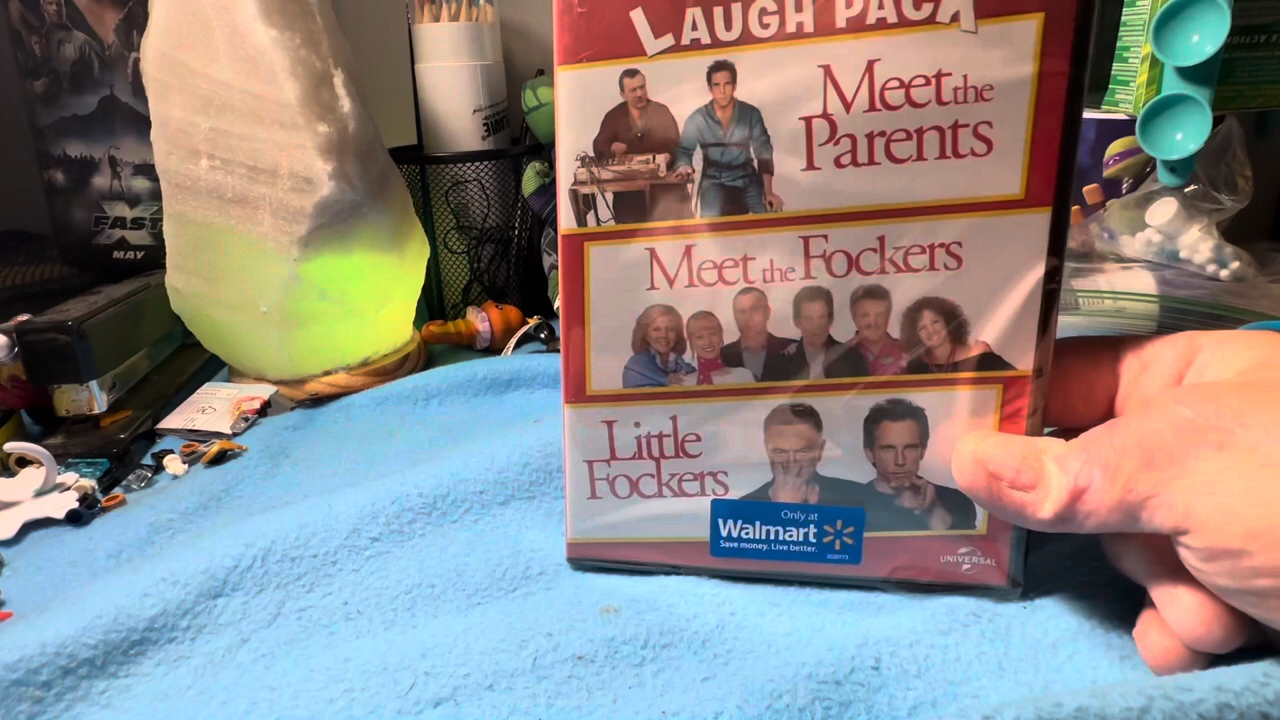 LAUGH PACK
Meet the
Parents
Meet the Fockers
Little
Fockers
Only at
Walmart
Save money. Live better.
UNIVERSAL
FAST X
MAY